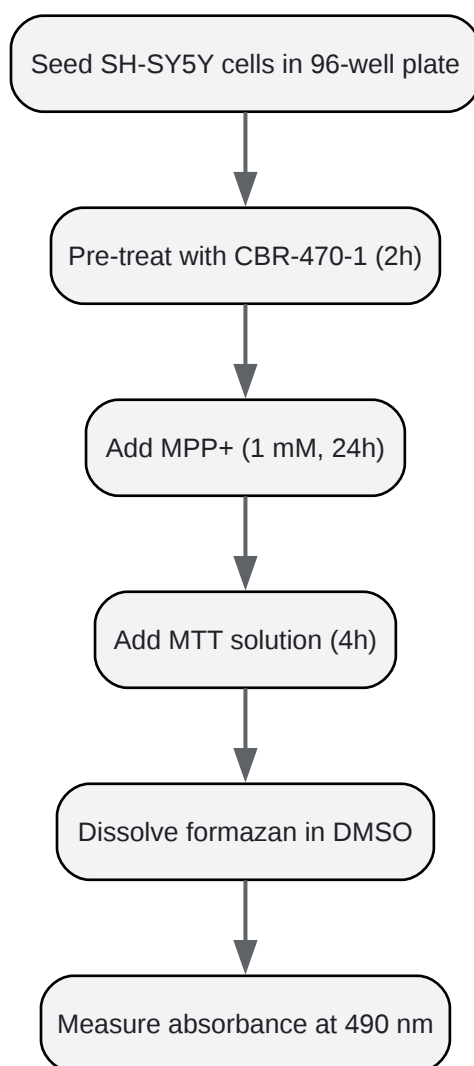 Seed SH-SY5Y cells in 96-well plate
Pre-treat with CBR-470-1 (2h)
Add MPP+ (1 mM, 24h)
Add MTT solution (4h)
Dissolve formazan in DMSO
Measure absorbance at 490 nm